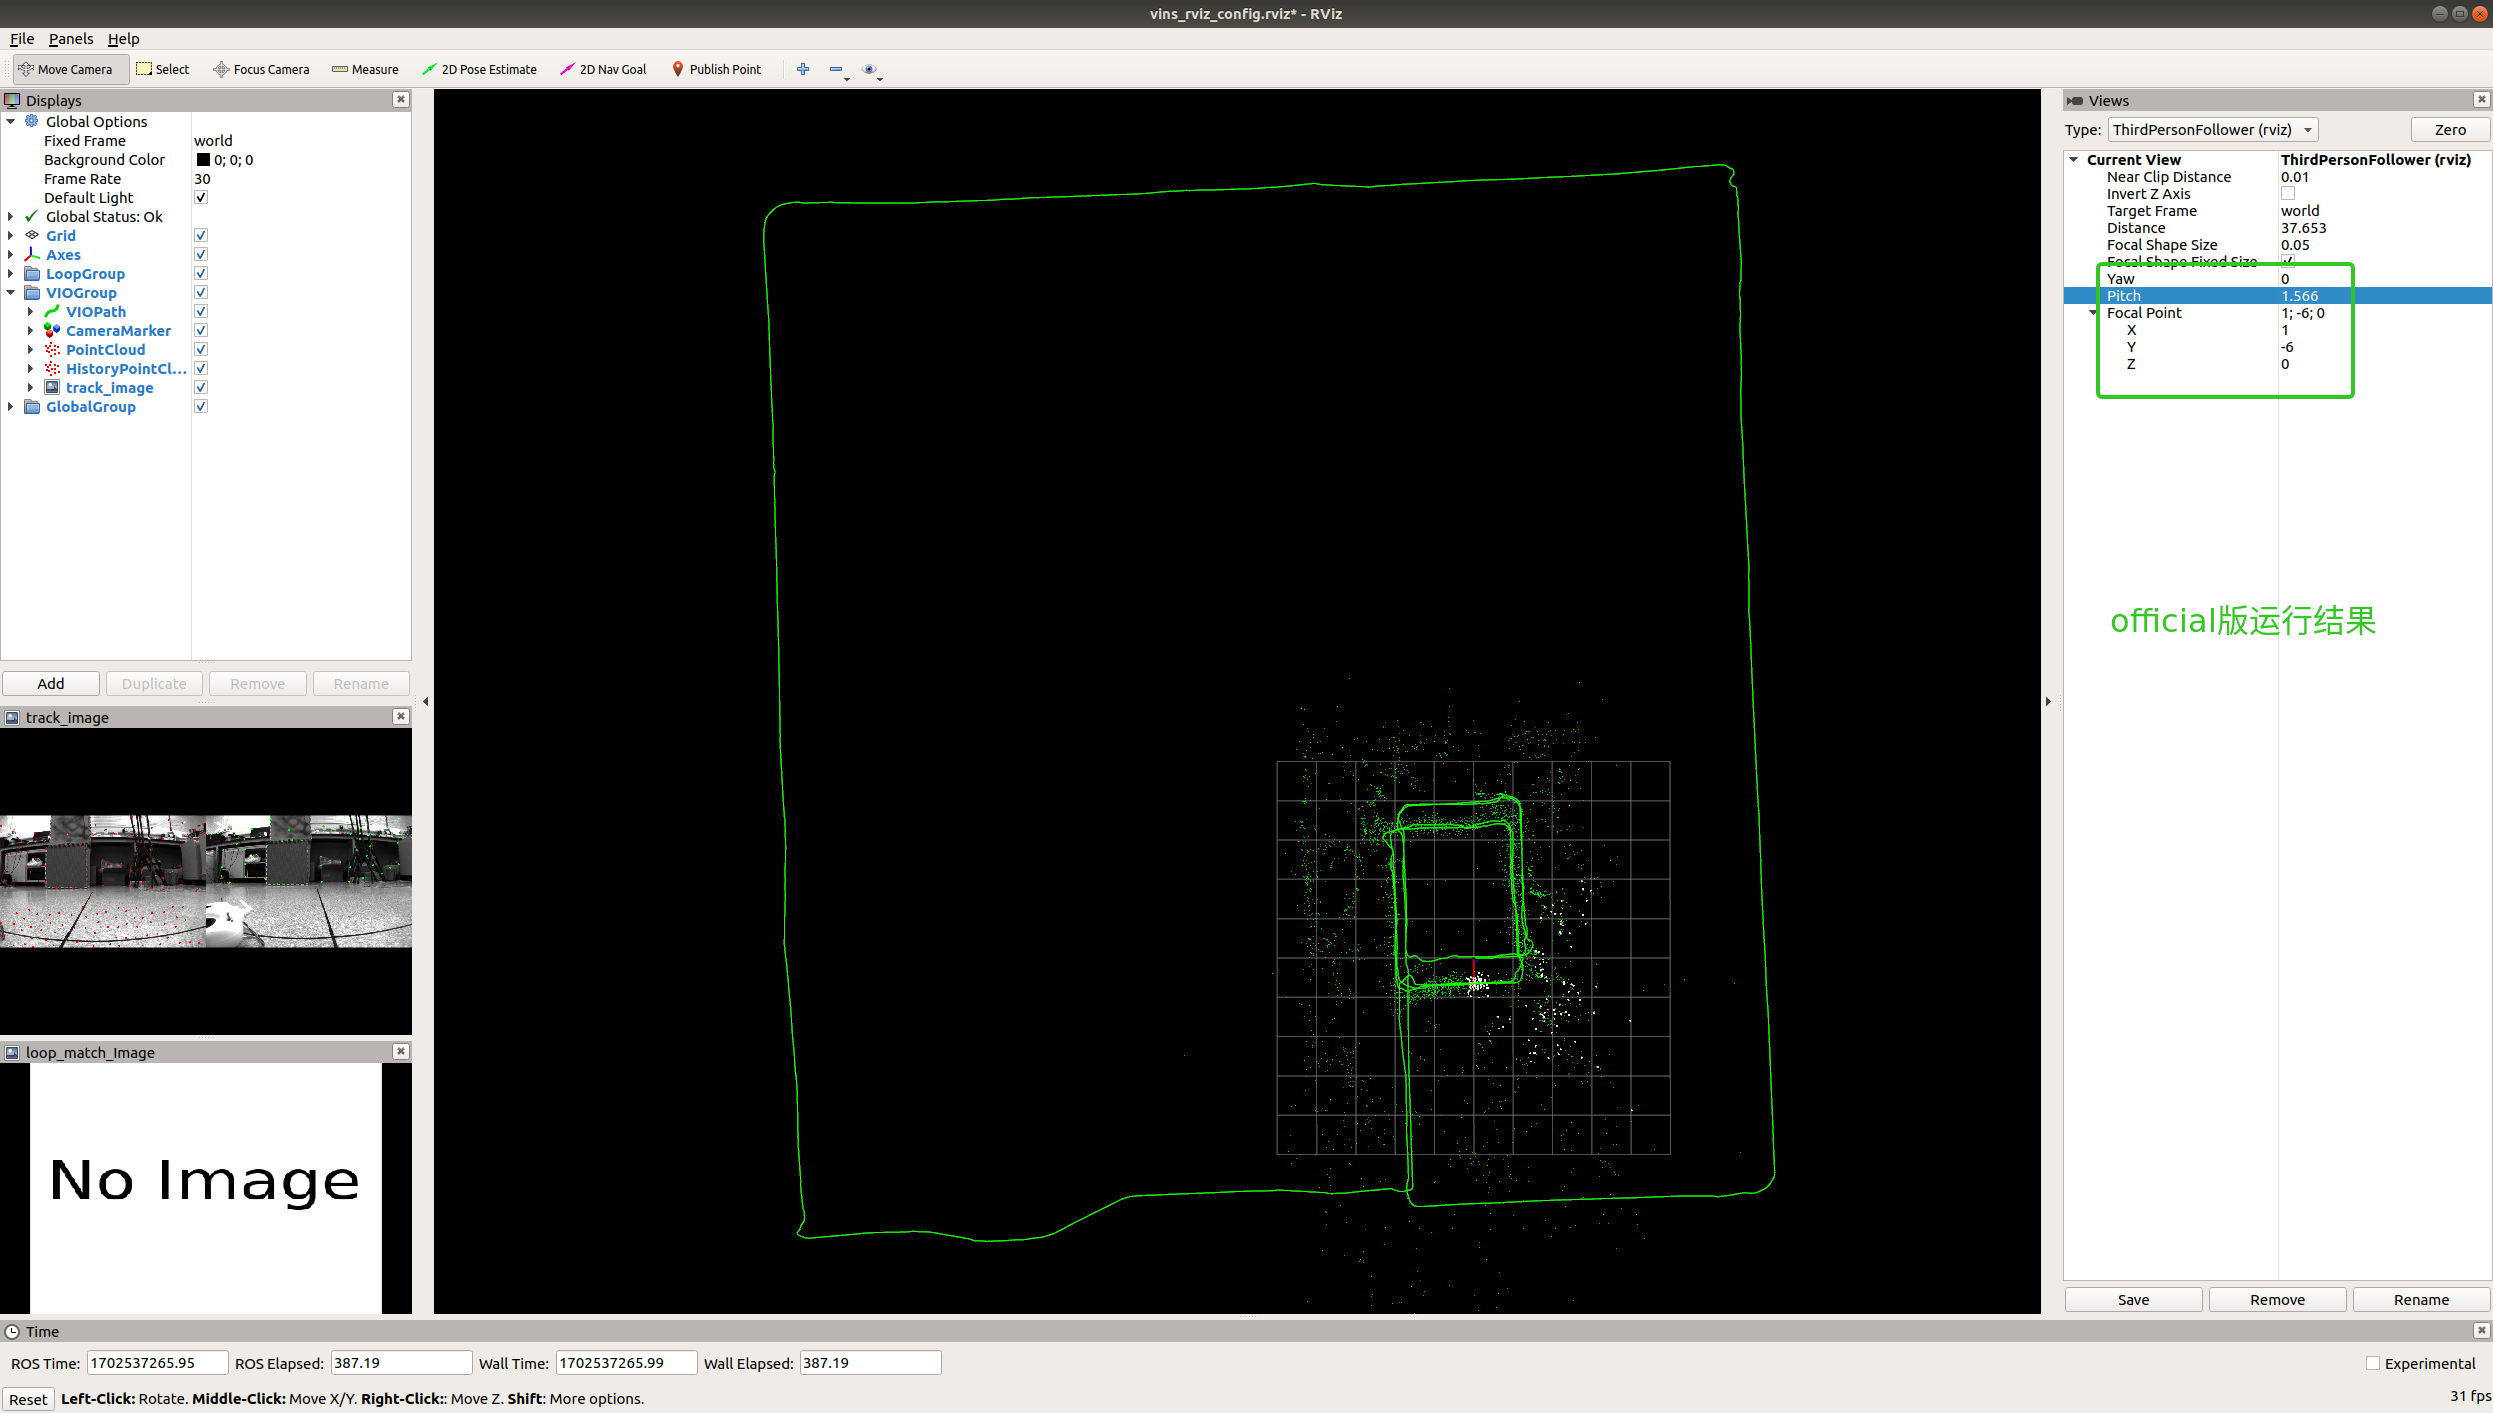 vins_rviz_config.rviz* - RViz
File Panels Help
Move Camera Select Focus Camera Measure 2D Pose Estimate 2D Nav Goal Publish Point
Displays
Global Options
Fixed Frame world
Background Color 0; 0; 0
Frame Rate 30
Default Light
Global Status: Ok
Grid
Axes
LoopGroup
VIOGroup
VIOPath
CameraMarker
PointCloud
HistoryPointCl...
track_image
GlobalGroup
Add Duplicate Remove Rename
track_image
loop_match_Image
No Image
Views
Type: ThirdPersonFollower (rviz) Zero
Current View ThirdPersonFollower (rviz)
Near Clip Distance 0.01
Invert Z Axis
Target Frame world
Distance 37.653
Focal Shape Size 0.05
Focal Shape Fixed Size
Yaw 0
Pitch 1.566
Focal Point 1; -6; 0
X 1
Y -6
Z 0
official版运行结果
Save Remove Rename
Time
ROS Time: 1702537265.95 ROS Elapsed: 387.19 Wall Time: 1702537265.99 Wall Elapsed: 387.19 Experimental
Reset Left-Click: Rotate. Middle-Click: Move X/Y. Right-Click:: Move Z. Shift: More options. 31 fps